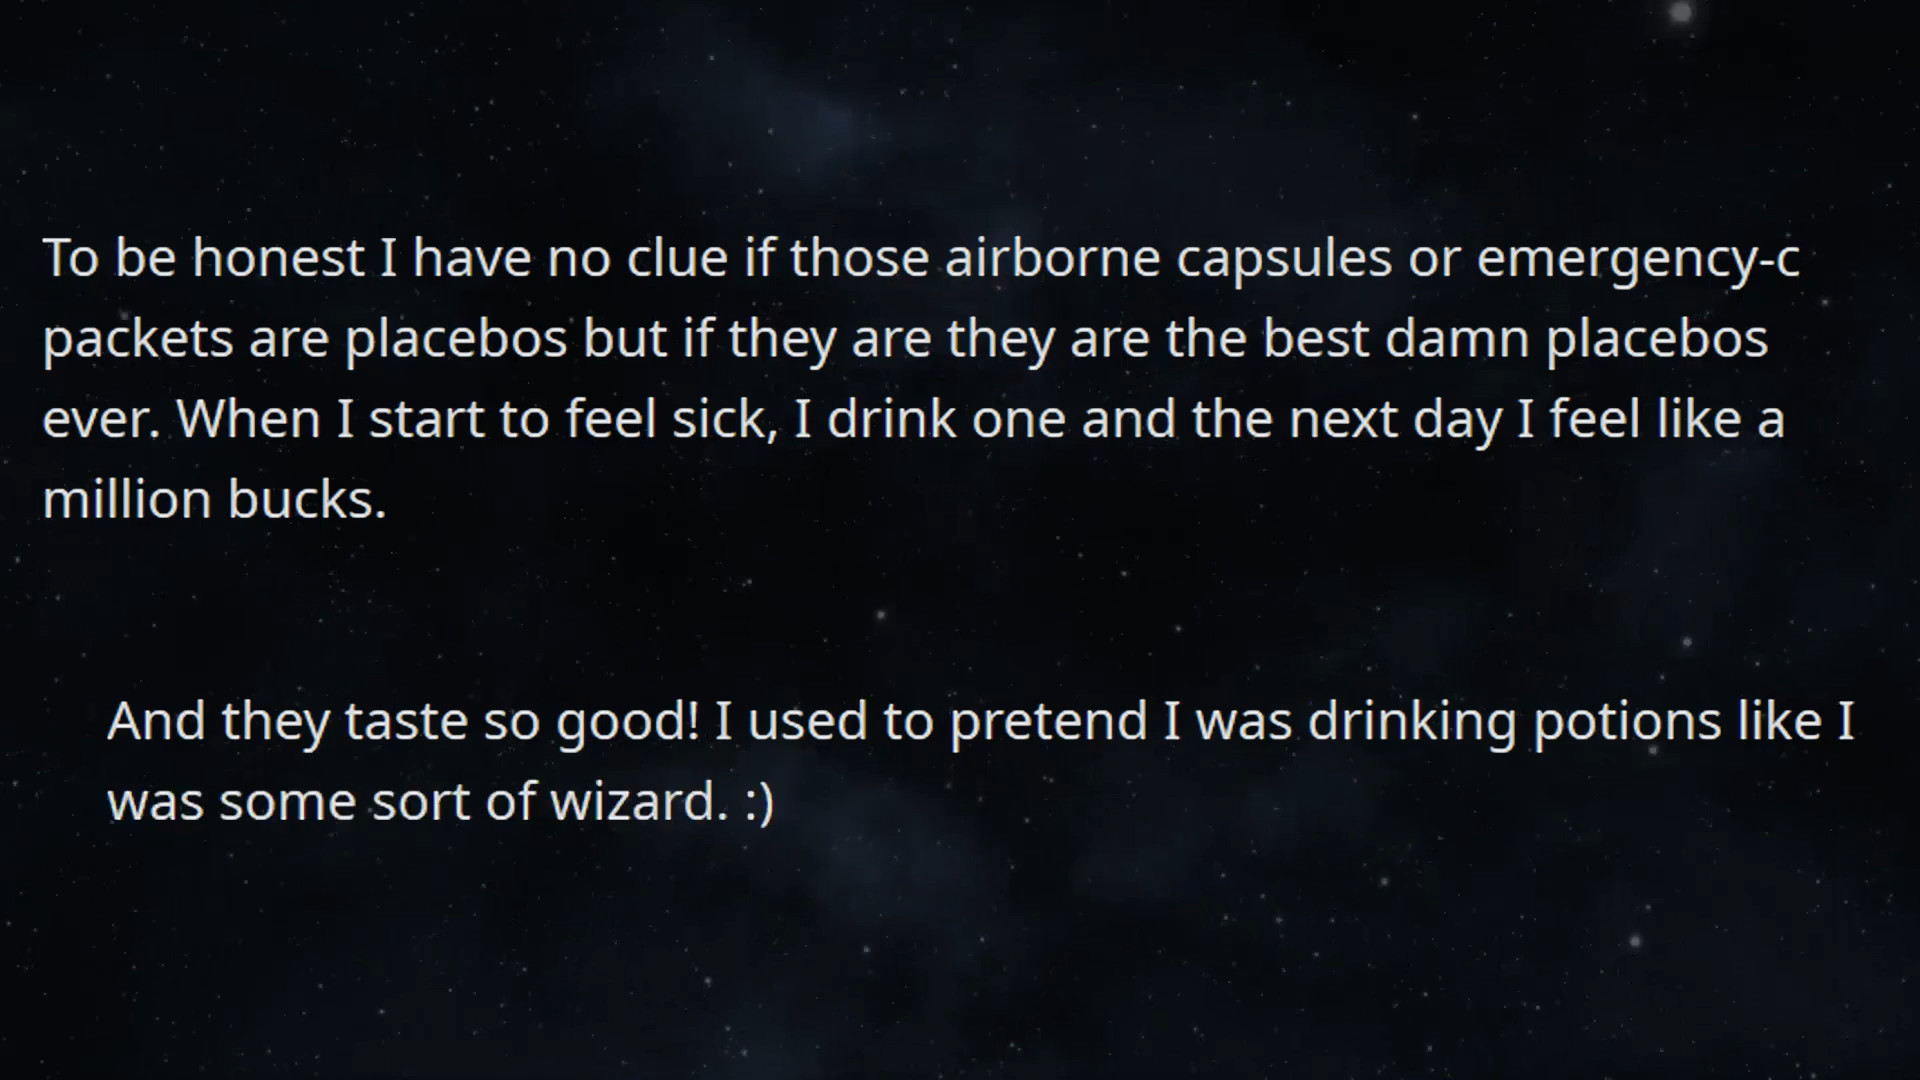 To be honest I have no clue if those airborne capsules or emergency-c
packets are placebos but if they are they are the best damn placebos
ever. When I start to feel sick, I drink one and the next day I feel like a
million bucks.
And they taste so good! I used to pretend I was drinking potions like I
was some sort of wizard. :)